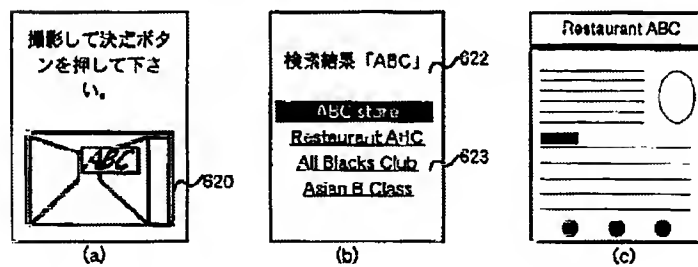 撮影して決定ボタ
ンを押して下さ
い。
ABC
620
(a)
検索結果「ABC」
622
ABC store
Restaurant ABC
All Blacks Club
623
Asian B Class
(b)
Restaurant ABC
(c)